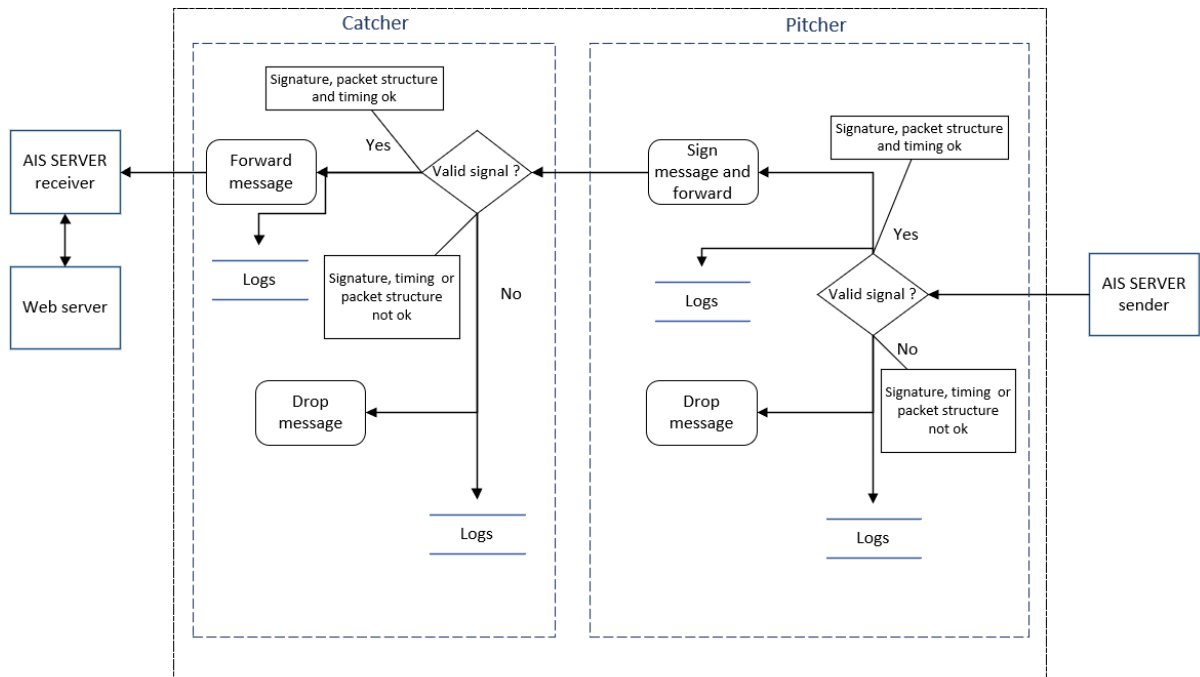 Catcher
Pitcher
Signature, packet structure
and timing ok
Signature, packet structure
and timing ok
AIS SERVER
receiver
Forward
message
Yes
Valid signal ?
Sign
message and
forward
Yes
Logs
Signature, timing or
packet structure
not ok
No
Logs
Valid signal ?
AIS SERVER
sender
Web server
No
Drop
message
Drop
message
Signature, timing or
packet structure
not ok
Logs
Logs